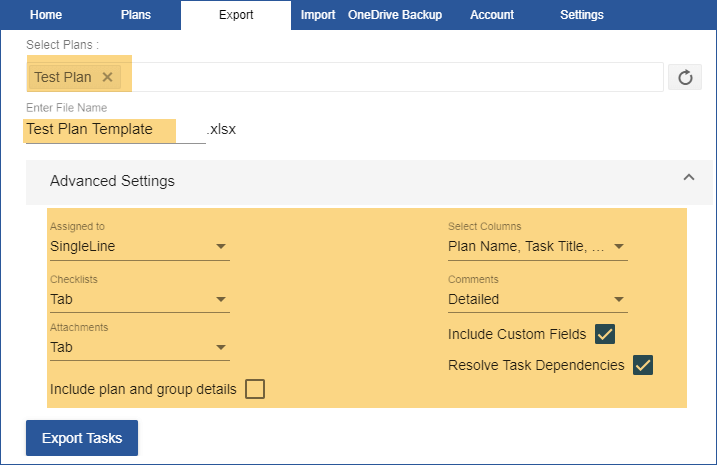 Home Plans Export Import OneDrive Backup Account Settings
Select Plans :
Test Plan ×
Enter File Name
Test Plan Template .xlsx
Advanced Settings
Assigned to Select Columns
SingleLine Plan Name, Task Title, ...
Checklists Comments
Tab Detailed
Attachments
Tab
Include Custom Fields
Resolve Task Dependencies
Include plan and group details
Export Tasks